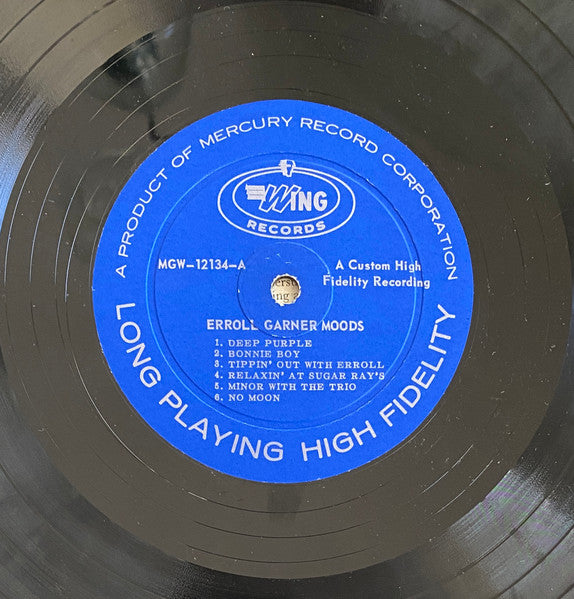 A PRODUCT OF MERCURY RECORD CORPORATION
WING
RECORDS
MGW-12134-A
A Custom High
Fidelity Recording
ERROLL GARNER MOODS
1. DEEP PURPLE
2. BONNIE BOY
3. TIPPIN' OUT WITH ERROLL
4. RELAXIN' AT SUGAR RAY'S
5. MINOR WITH THE TRIO
6. NO MOON
LONG PLAYING HIGH FIDELITY